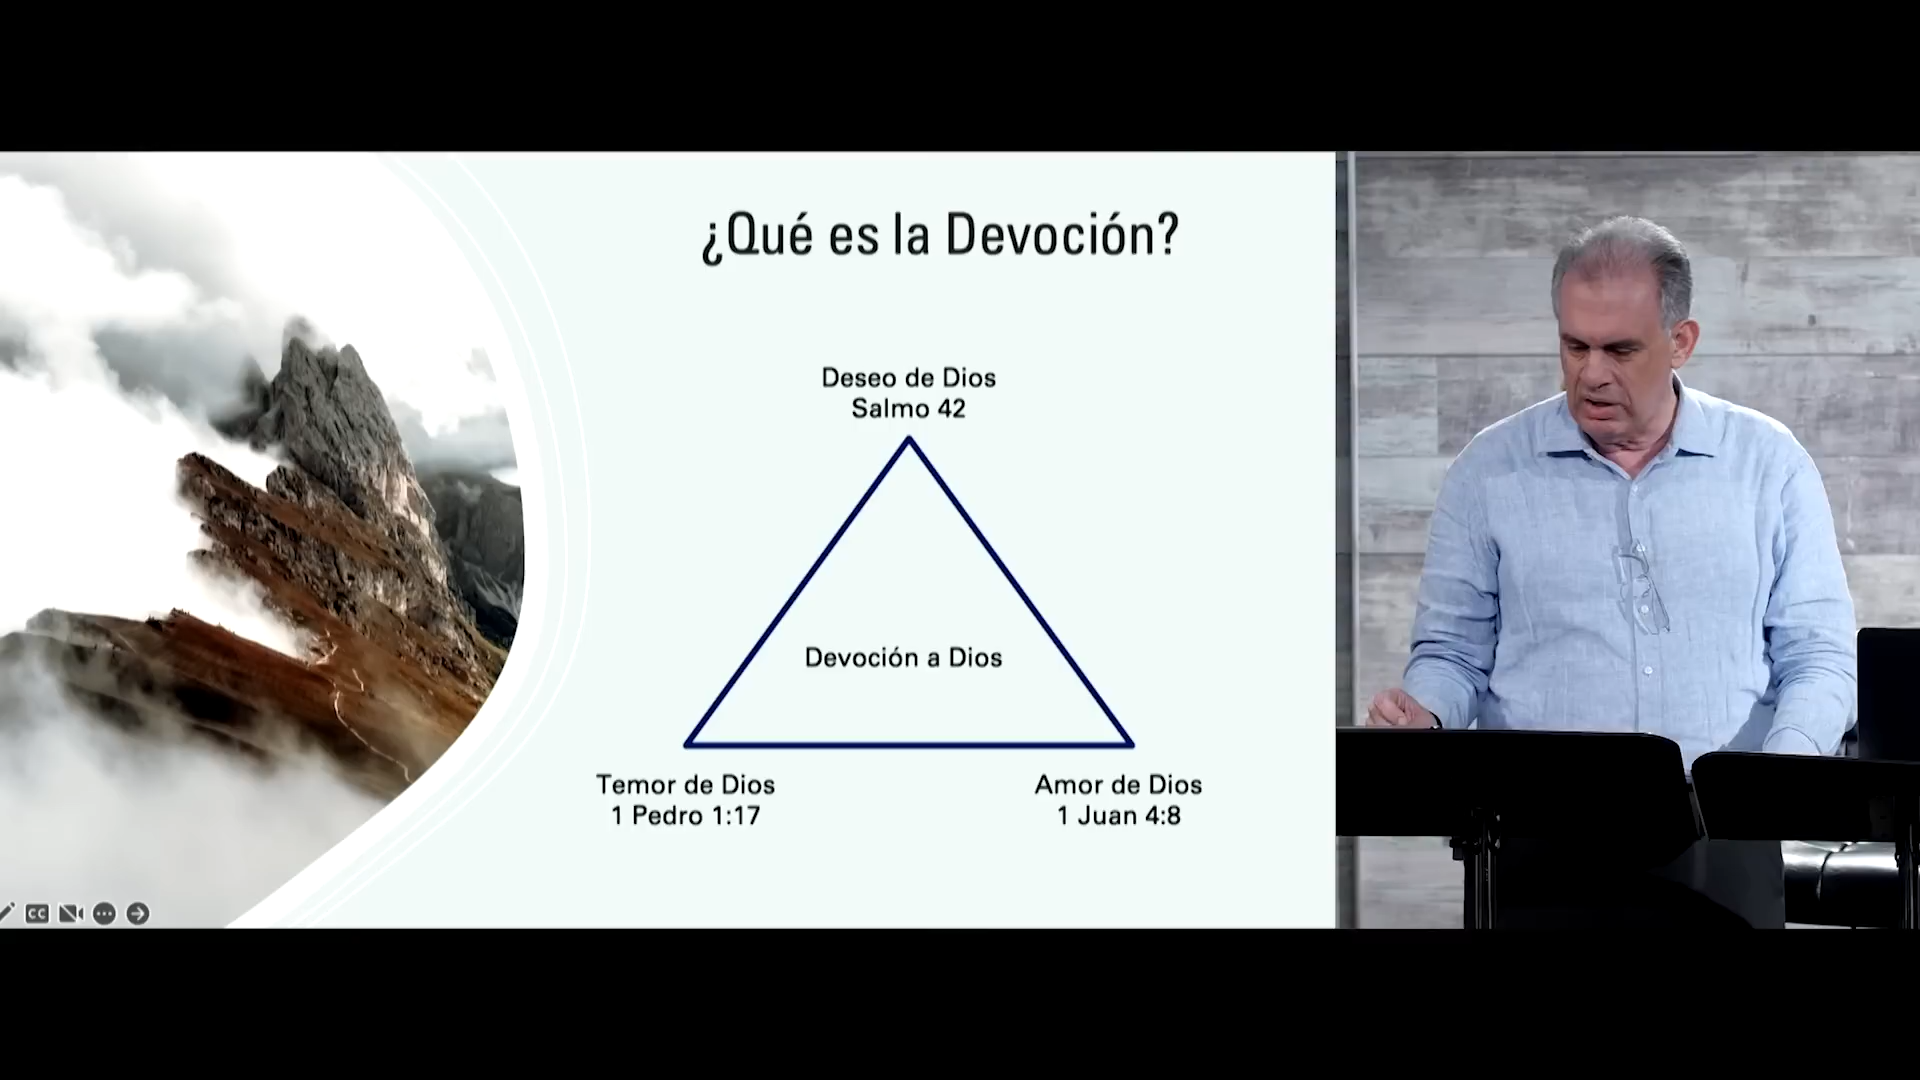 ¿Qué es la Devoción?
Deseo de Dios
Salmo 42
Devoción a Dios
Temor de Dios
1 Pedro 1:17
Amor de Dios
1 Juan 4:8
CC